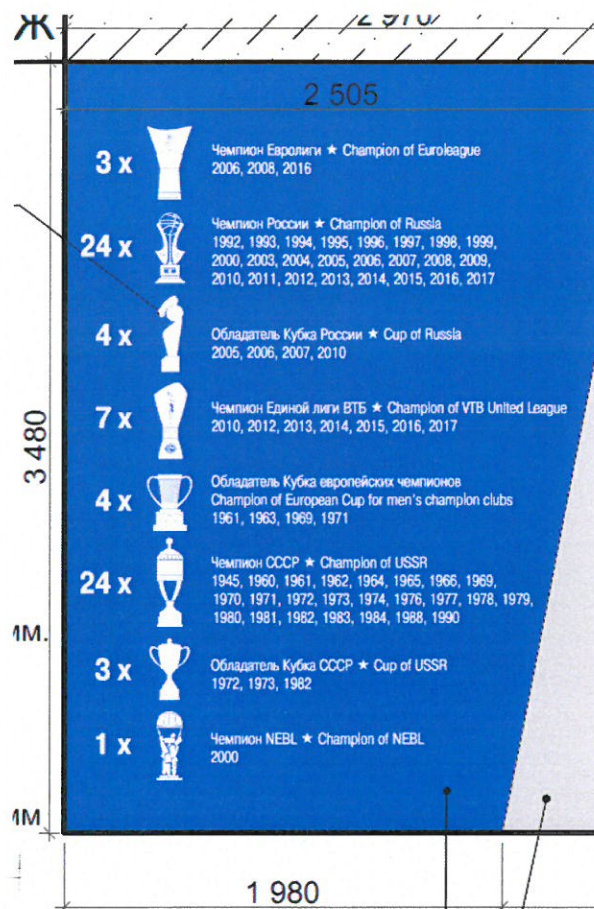 Ж
2 970
2 505
3 x
Чемпион Евролиги ★ Champion of Euroleague
2006, 2008, 2016
24 x
Чемпион России ★ Champion of Russia
1992, 1993, 1994, 1995, 1996, 1997, 1998, 1999,
2000, 2003, 2004, 2005, 2006, 2007, 2008, 2009,
2010, 2011, 2012, 2013, 2014, 2015, 2016, 2017
4 x
Обладатель Кубка России ★ Cup of Russia
2005, 2006, 2007, 2010
7 x
Чемпион Единой лиги ВТБ ★ Champion of VTB United League
2010, 2012, 2013, 2014, 2015, 2016, 2017
3 480
4 x
Обладатель Кубка европейских чемпионов
Champion of European Cup for men's champion clubs
1961, 1963, 1969, 1971
24 x
Чемпион СССР ★ Champion of USSR
1945, 1960, 1961, 1962, 1964, 1965, 1966, 1969,
1970, 1971, 1972, 1973, 1974, 1976, 1977, 1978, 1979,
1980, 1981, 1982, 1983, 1984, 1988, 1990
мм.
3 x
Обладатель Кубка СССР ★ Cup of USSR
1972, 1973, 1982
1 x
Чемпион NEBL ★ Champion of NEBL
2000
мм
1 980